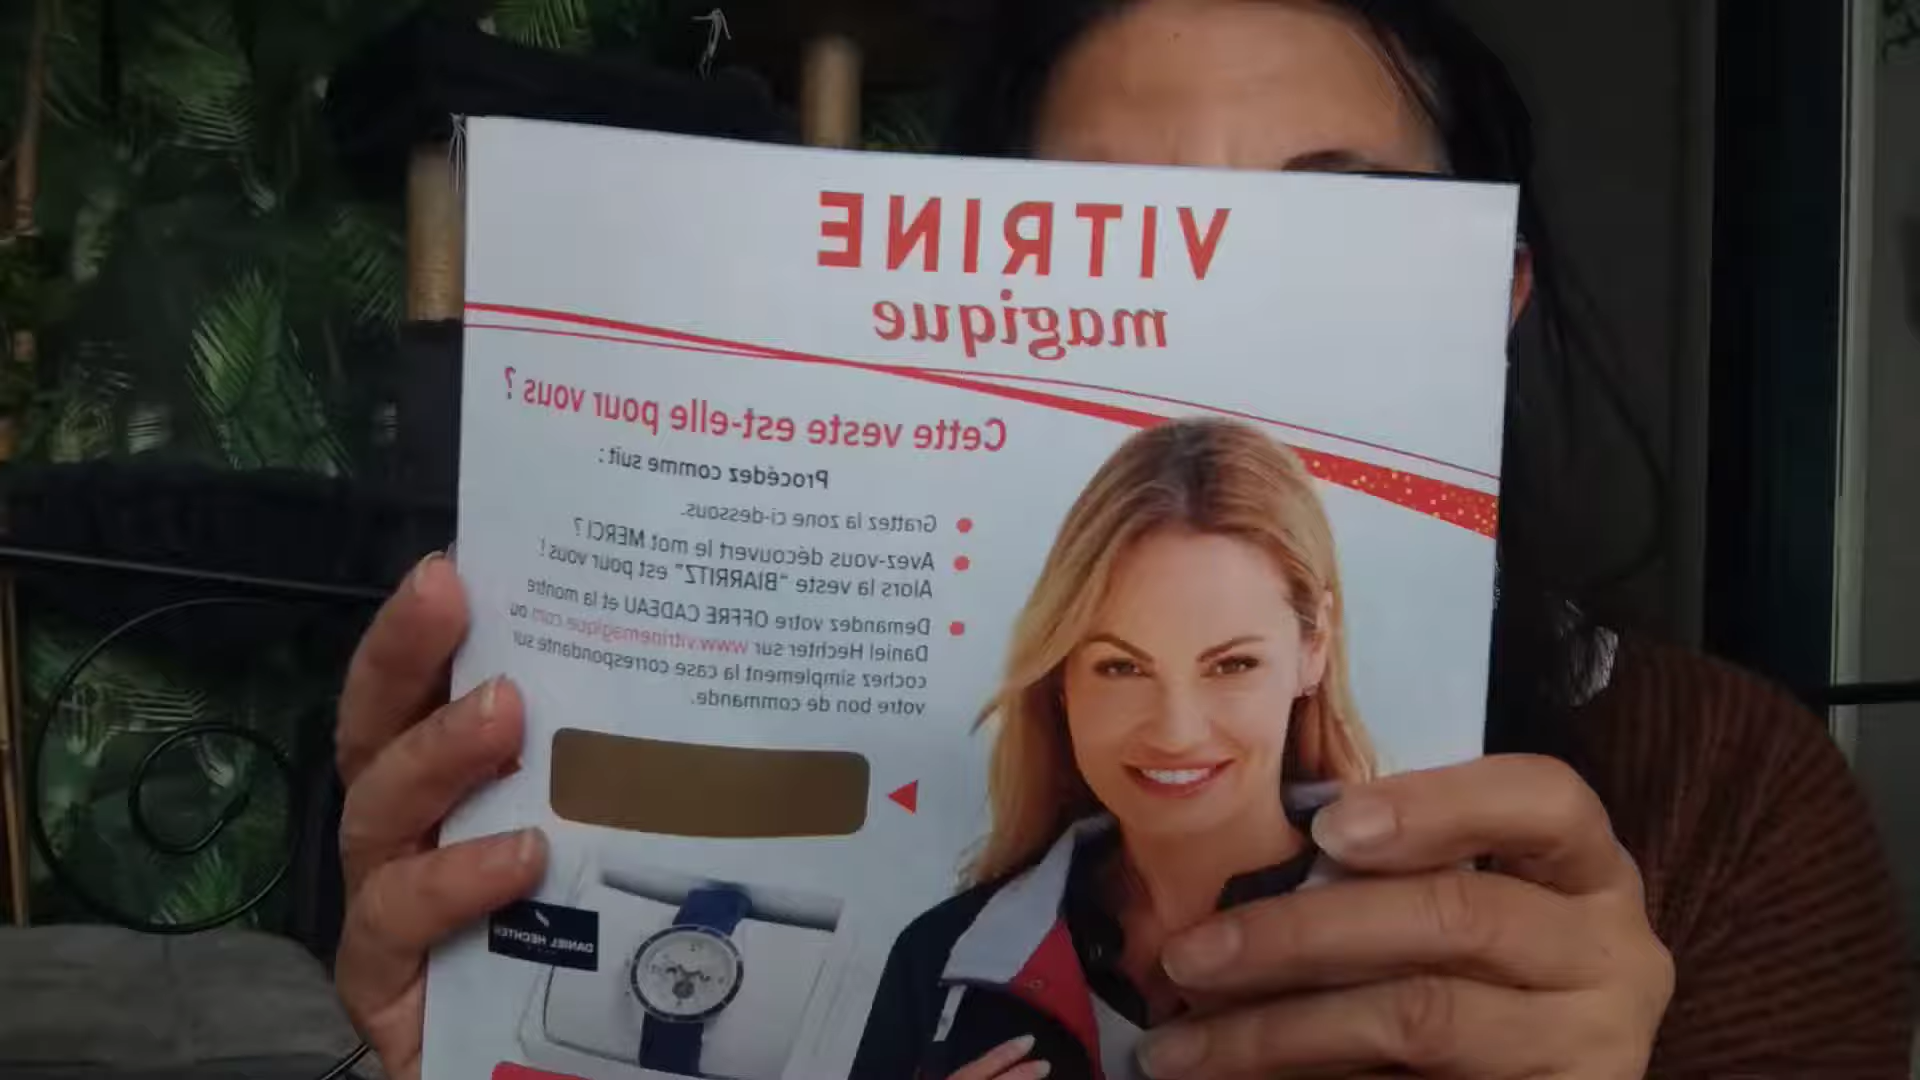 VITRINE
magique
Cette veste est-elle pour vous ?
Procédez comme suit :
Grattez la zone ci-dessous.
Avez-vous découvert le mot MERCI ?
Alors la veste "BIARRITZ" est pour vous !
Demandez votre OFFRE CADEAU et la montre
Daniel Hechter sur www.vitrinemagique.com ou
cochez simplement la case correspondante sur
votre bon de commande.
DANIEL HECHTER